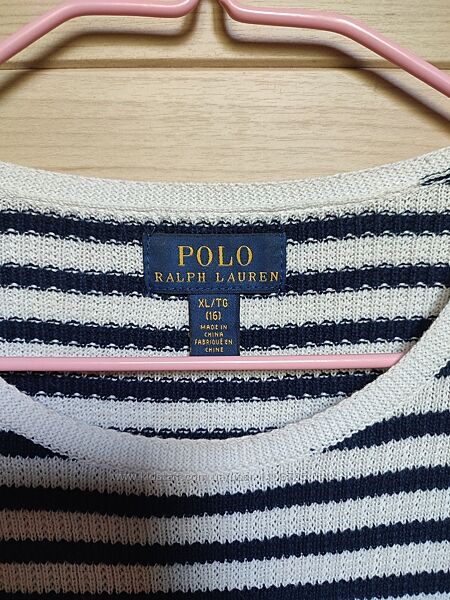 POLO
RALPH LAUREN
XL/TG
(16)
MADE IN
CHINA
FABRIQUÉ EN
CHINE